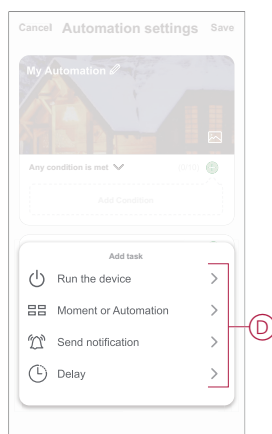 Cancel Automation settings Save
My Automation
Any condition is met
Add Condition
Add task
Run the device
Moment or Automation
Send notification
Delay
D